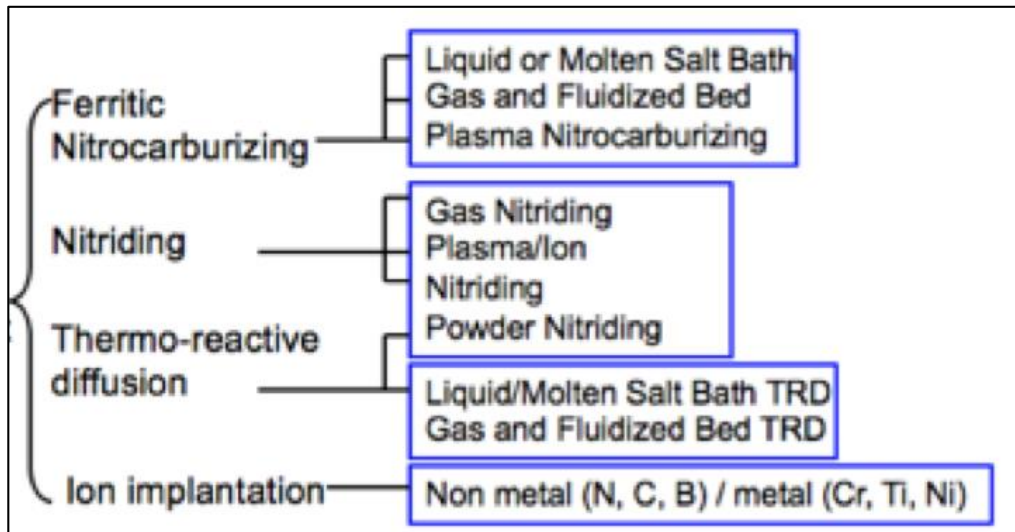 Ferritic
Nitrocarburizing
Liquid or Molten Salt Bath
Gas and Fluidized Bed
Plasma Nitrocarburizing
Nitriding
Gas Nitriding
Plasma/Ion
Nitriding
Powder Nitriding
Thermo-reactive
diffusion
Liquid/Molten Salt Bath TRD
Gas and Fluidized Bed TRD
Ion implantation
Non metal (N, C, B) / metal (Cr, Ti, Ni)